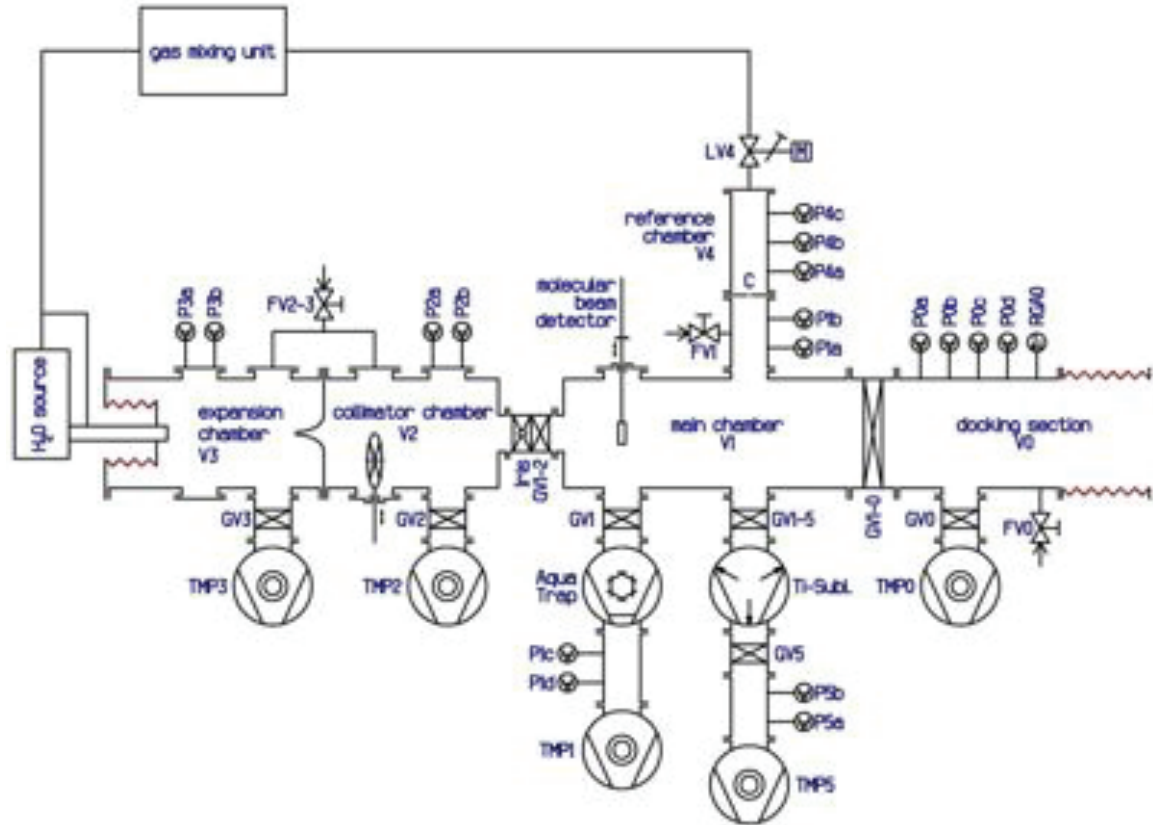 gas mixing unit
LV4
M
reference
chamber
V4
P4c
P4b
P4a
C
P1b
P1a
FV1
molecular
beam
detector
FV2-3
P3a
P3b
P2a
P2b
P0a
P0b
P0c
P0d
RGA0
H2O source
expansion
chamber
V3
collimator chamber
V2
Iris
GV1-2
main chamber
V1
GV1-0
docking section
V0
GV3
GV2
GV1
GV1-5
GV0
FV0
TMP3
TMP2
Aqua
Trap
Ti-Subl.
TMP0
P1c
P1d
GV5
P5b
P5a
TMP1
TMP5